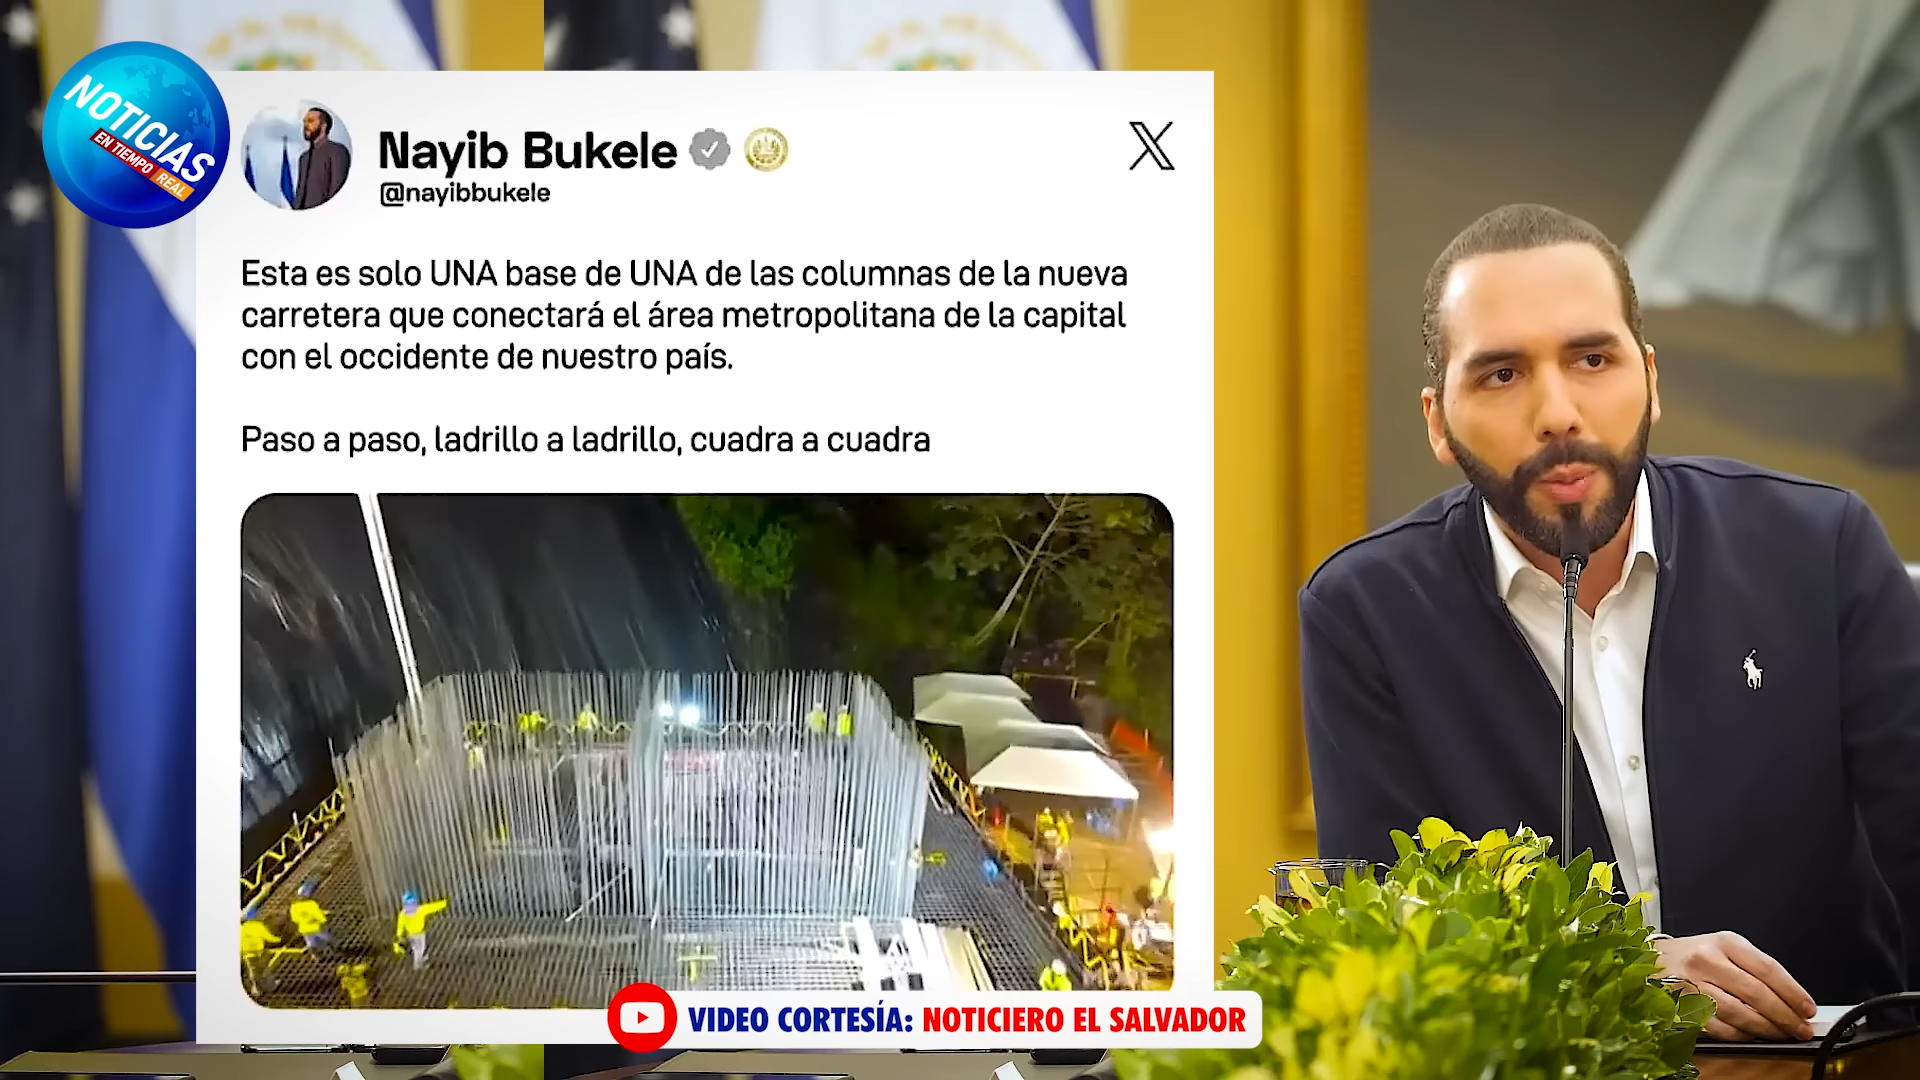 NOTICIAS
EN TIEMPO REAL
Nayib Bukele
@nayibbukele
Esta es solo UNA base de UNA de las columnas de la nueva
carretera que conectará el área metropolitana de la capital
con el occidente de nuestro país.
Paso a paso, ladrillo a ladrillo, cuadra a cuadra
VIDEO CORTESÍA: NOTICIERO EL SALVADOR